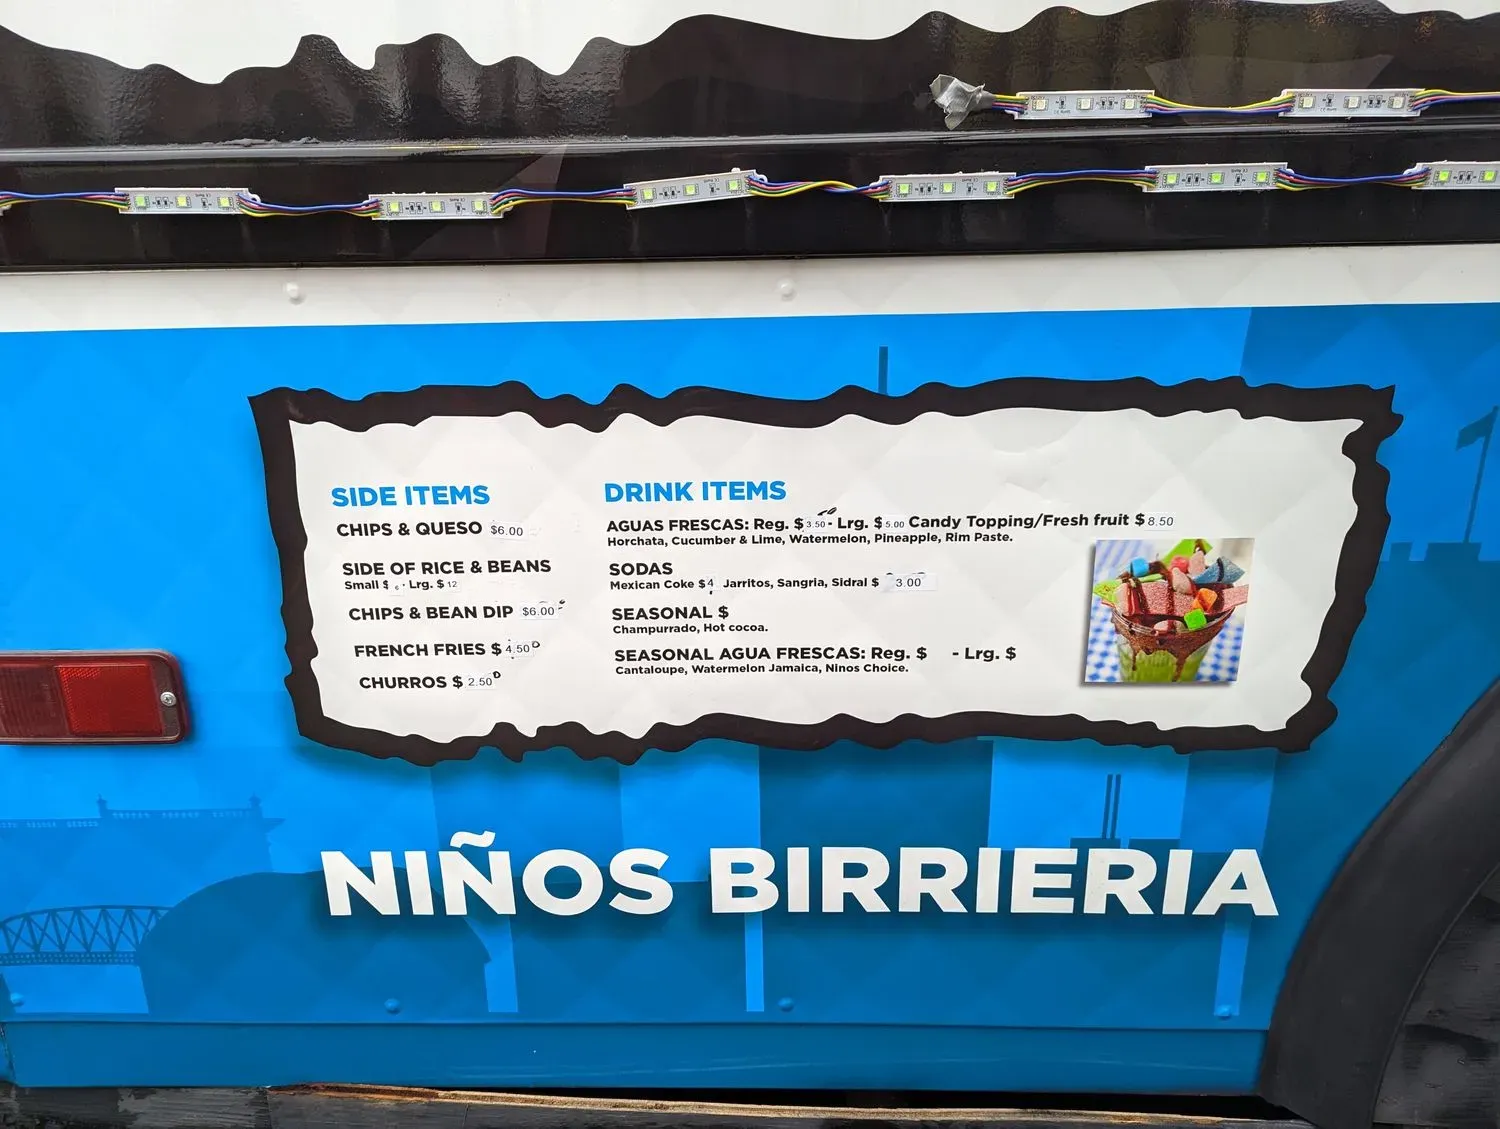 SIDE ITEMS
CHIPS & QUESO $6.00
SIDE OF RICE & BEANS
Small $ 6 · Lrg. $ 12
CHIPS & BEAN DIP $6.00
FRENCH FRIES $ 4.50
CHURROS $ 2.50
DRINK ITEMS
AGUAS FRESCAS: Reg. $ 3.50 - Lrg. $ 5.00 Candy Topping/Fresh fruit $ 8.50
Horchata, Cucumber & Lime, Watermelon, Pineapple, Rim Paste.
SODAS
Mexican Coke $ 4 Jarritos, Sangria, Sidral $ 3.00
SEASONAL $
Champurrado, Hot cocoa.
SEASONAL AGUA FRESCAS: Reg. $ - Lrg. $
Cantaloupe, Watermelon Jamaica, Ninos Choice.
NIÑOS BIRRIERIA